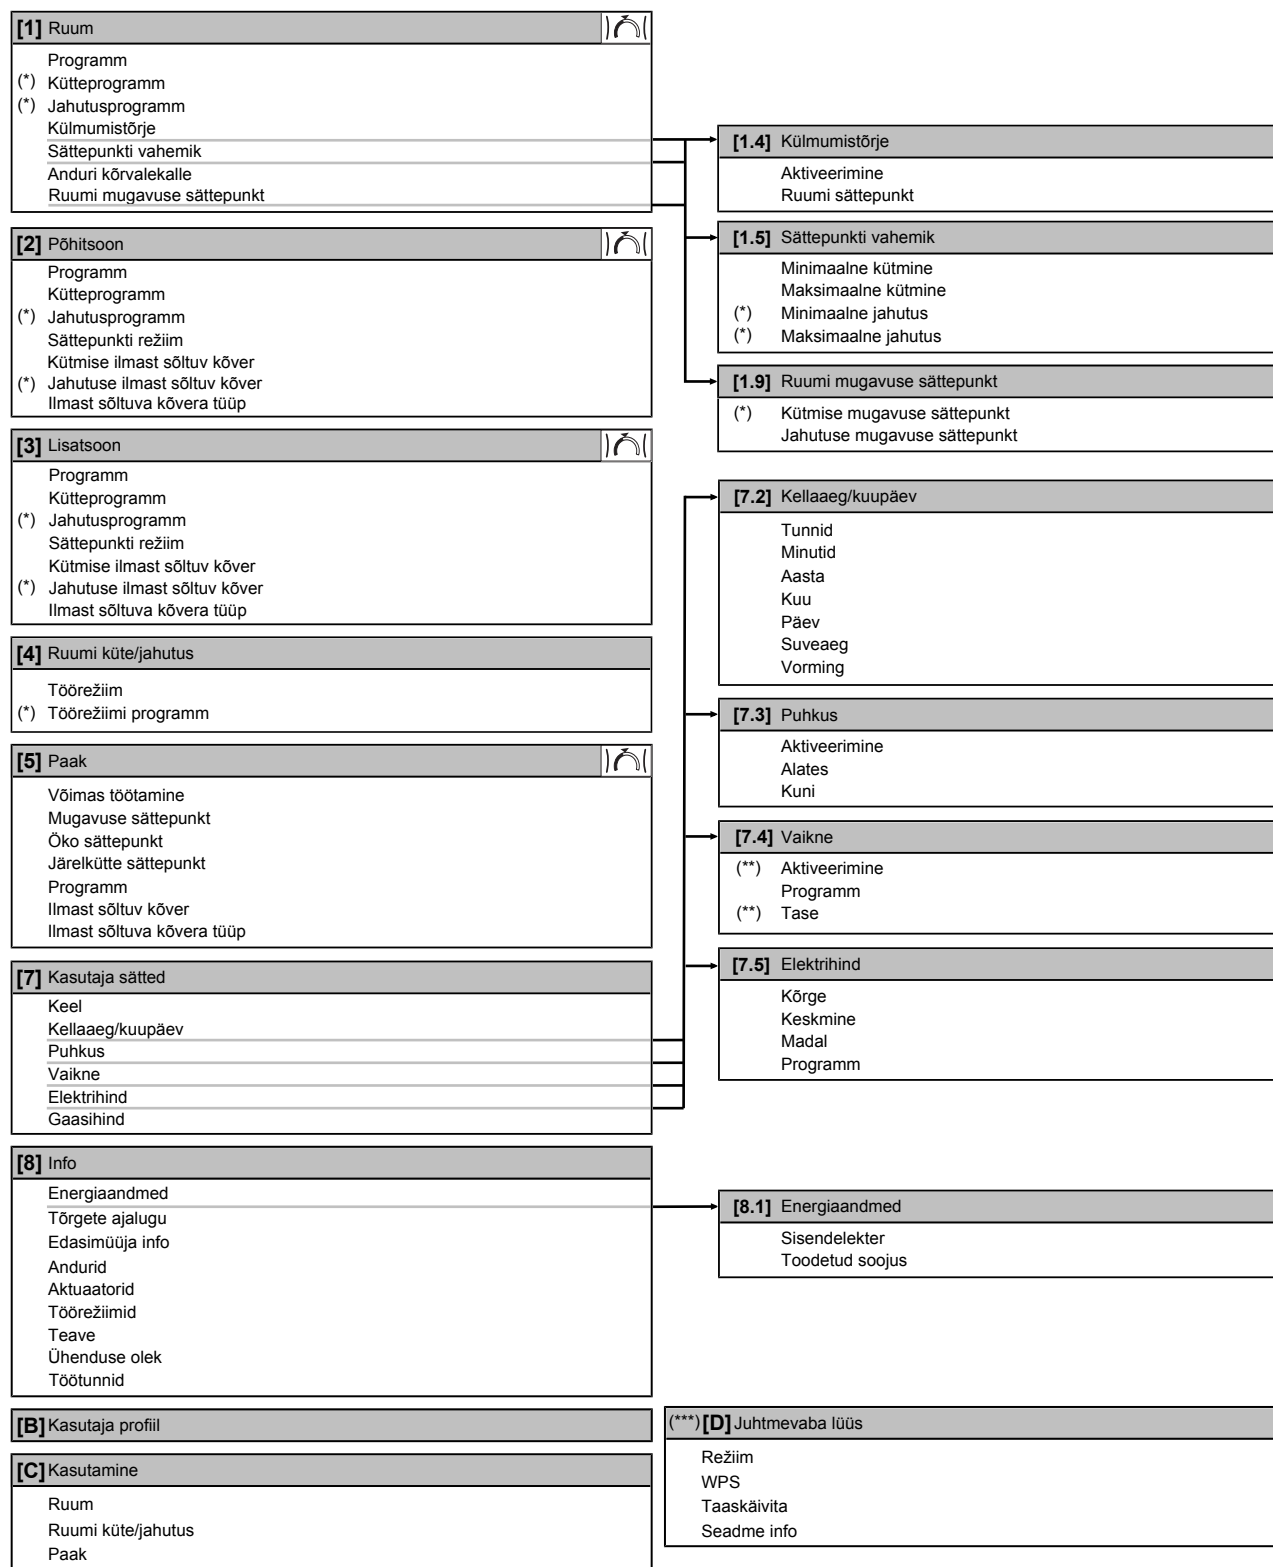 [1] Ruum
Programm
(*) Kütteprogramm
(*) Jahutusprogramm
Külmumistõrje
Sättepunkti vahemik
Anduri kõrvalekalle
Ruumi mugavuse sättepunkt
[2] Põhitsoon
Programm
Kütteprogramm
(*) Jahutusprogramm
Sättepunkti režiim
Kütmise ilmast sõltuv kõver
(*) Jahutuse ilmast sõltuv kõver
Ilmast sõltuva kõvera tüüp
[3] Lisatsoon
Programm
Kütteprogramm
(*) Jahutusprogramm
Sättepunkti režiim
Kütmise ilmast sõltuv kõver
(*) Jahutuse ilmast sõltuv kõver
Ilmast sõltuva kõvera tüüp
[4] Ruumi küte/jahutus
Töörežiim
(*) Töörežiimi programm
[5] Paak
Võimas töötamine
Mugavuse sättepunkt
Öko sättepunkt
Järelkütte sättepunkt
Programm
Ilmast sõltuv kõver
Ilmast sõltuva kõvera tüüp
[7] Kasutaja sätted
Keel
Kellaaeg/kuupäev
Puhkus
Vaikne
Elektrihind
Gaasihind
[8] Info
Energiaandmed
Tõrgete ajalugu
Edasimüüja info
Andurid
Aktuaatorid
Töörežiimid
Teave
Ühenduse olek
Töötunnid
[B] Kasutaja profiil
[C] Kasutamine
Ruum
Ruumi küte/jahutus
Paak
[1.4] Külmumistõrje
Aktiveerimine
Ruumi sättepunkt
[1.5] Sättepunkti vahemik
Minimaalne kütmine
Maksimaalne kütmine
(*) Minimaalne jahutus
(*) Maksimaalne jahutus
[1.9] Ruumi mugavuse sättepunkt
(*) Kütmise mugavuse sättepunkt
Jahutuse mugavuse sättepunkt
[7.2] Kellaaeg/kuupäev
Tunnid
Minutid
Aasta
Kuu
Päev
Suveaeg
Vorming
[7.3] Puhkus
Aktiveerimine
Alates
Kuni
[7.4] Vaikne
(**) Aktiveerimine
Programm
(**) Tase
[7.5] Elektrihind
Kõrge
Keskmine
Madal
Programm
[8.1] Energiaandmed
Sisendelekter
Toodetud soojus
(***) [D] Juhtmevaba lüüs
Režiim
WPS
Taaskäivita
Seadme info